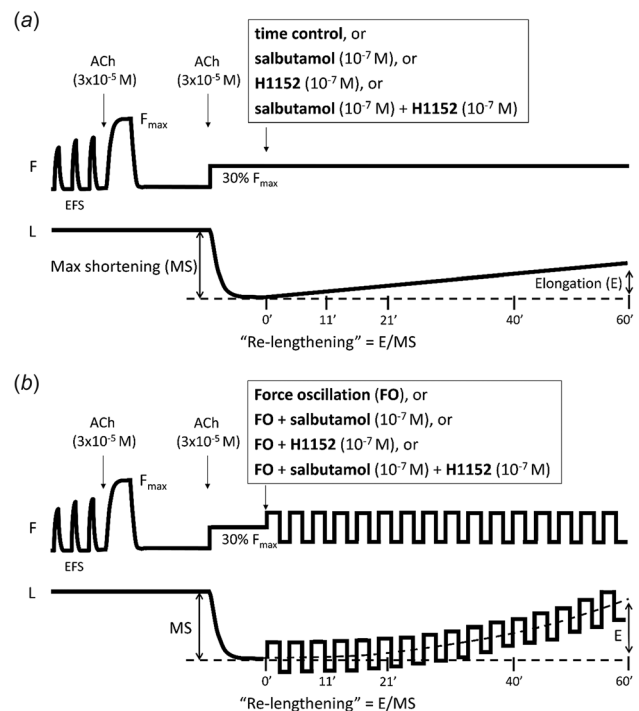 (a)
time control, or
salbutamol (10⁻⁷ M), or
H1152 (10⁻⁷ M), or
salbutamol (10⁻⁷ M) + H1152 (10⁻⁷ M)
ACh
(3x10⁻⁵ M)
ACh
(3x10⁻⁵ M)
Fmax
F
30% Fmax
EFS
L
Max shortening (MS)
Elongation (E)
0' 11' 21' 40' 60'
“Re-lengthening” = E/MS
(b)
Force oscillation (FO), or
FO + salbutamol (10⁻⁷ M), or
FO + H1152 (10⁻⁷ M), or
FO + salbutamol (10⁻⁷ M) + H1152 (10⁻⁷ M)
ACh
(3x10⁻⁵ M)
ACh
(3x10⁻⁵ M)
Fmax
F
30% Fmax
EFS
L
MS
E
0' 11' 21' 40' 60'
“Re-lengthening” = E/MS